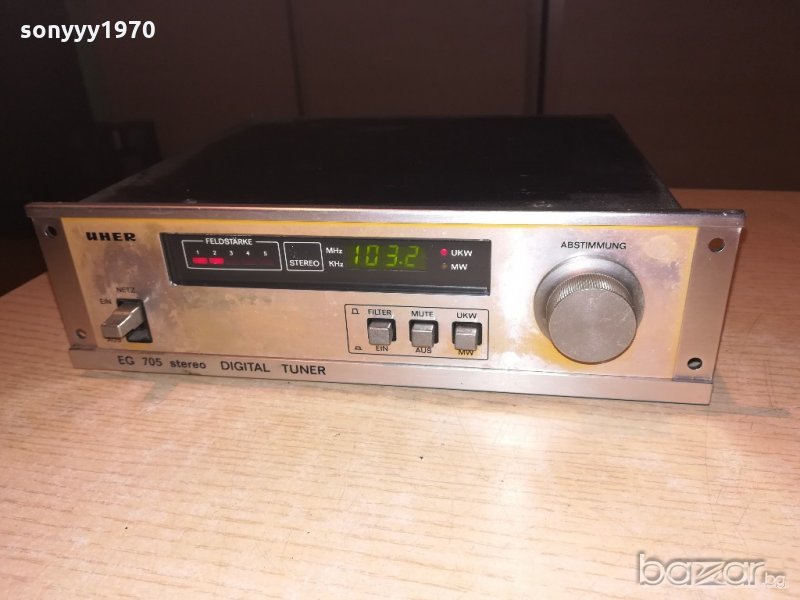 sonyyy1970
UHER
FELDSTÄRKE
1 2 3 4 5
STEREO
MHz
KHz
103.2
UKW
MW
ABSTIMMUNG
NETZ
EIN
AUS
FILTER MUTE UKW
EIN AUS MW
EG 705 stereo DIGITAL TUNER
bazar.bg